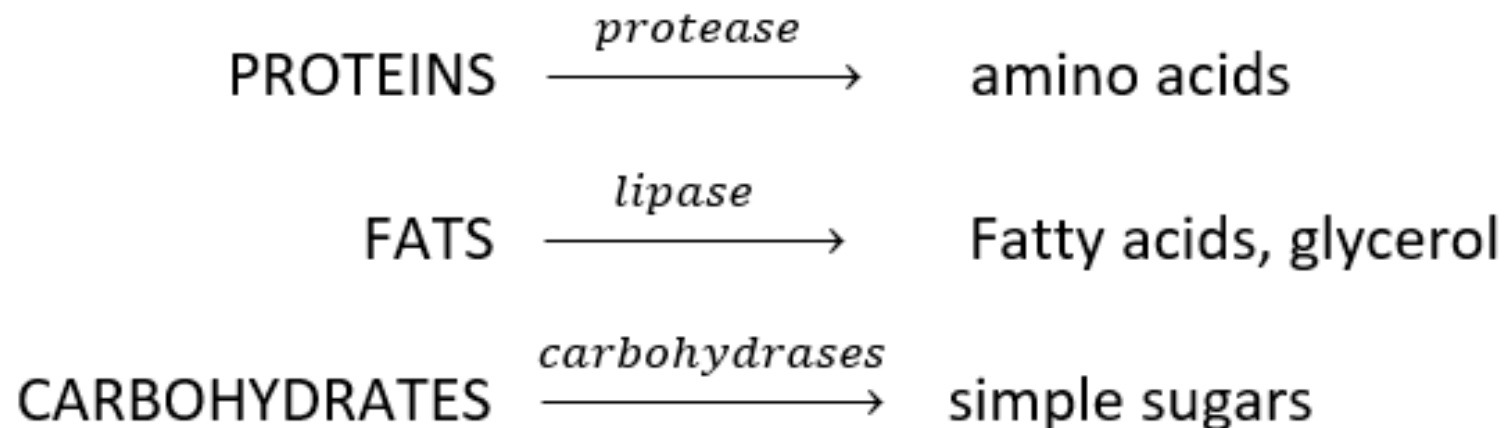 protease
PROTEINS → amino acids
lipase
FATS → Fatty acids, glycerol
carbohydrases
CARBOHYDRATES → simple sugars